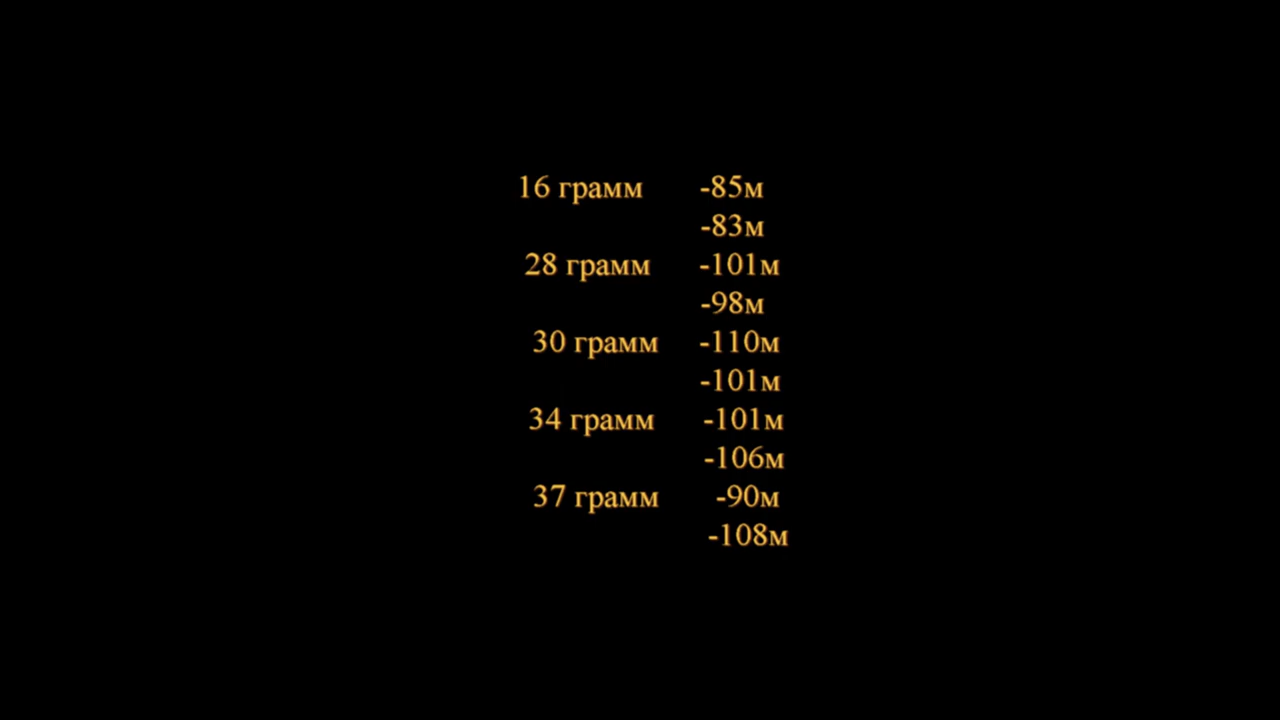 16 грамм -85м
-83м
28 грамм -101м
-98м
30 грамм -110м
-101м
34 грамм -101м
-106м
37 грамм -90м
-108м